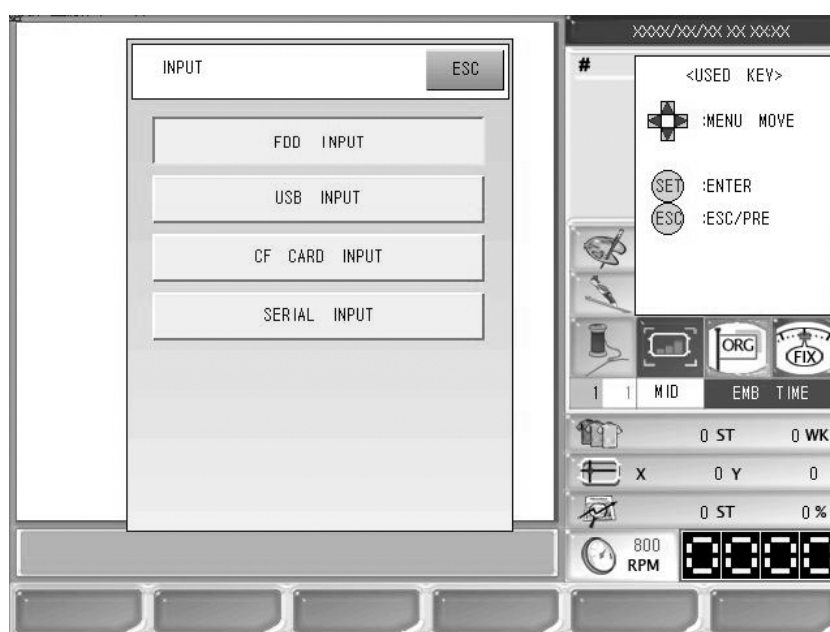 XXXX/XX/XX XX XX:XX
INPUT
ESC
FDD INPUT
USB INPUT
CF CARD INPUT
SERIAL INPUT
#
<USED KEY>
:MENU MOVE
SET :ENTER
ESC :ESC/PRE
ORG
FIX
1 1 MID EMB TIME
0 ST 0 WK
X 0 Y 0
0 ST 0 %
800
RPM